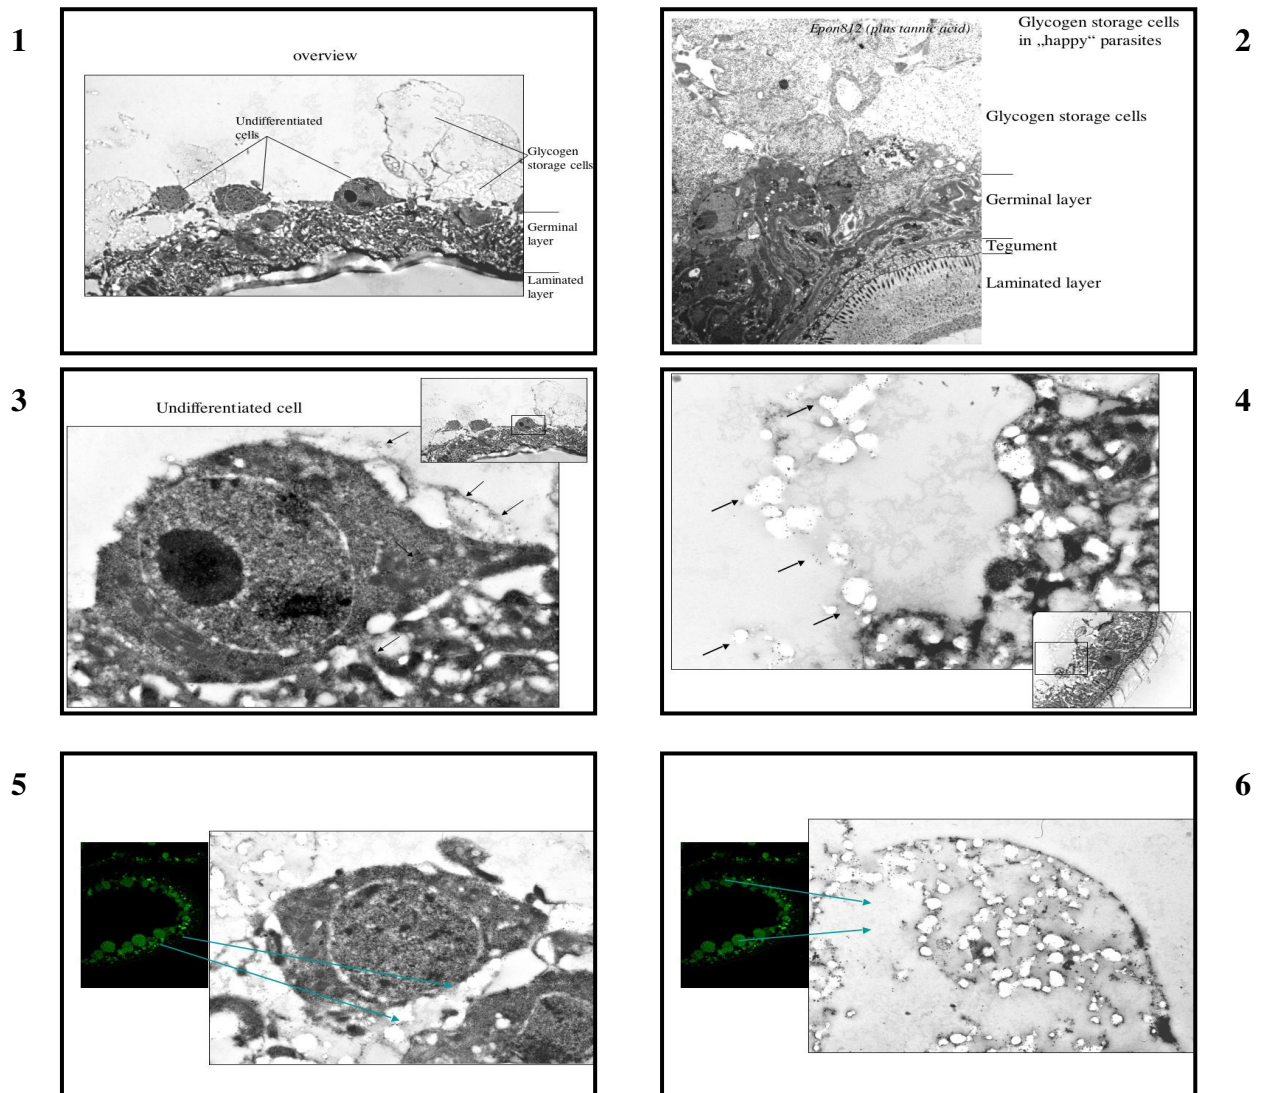 1
overview
Undifferentiated
cells
Glycogen
storage cells
Germinal
layer
Laminated
layer
2
Epon812 (plus tannic acid)
Glycogen storage cells
in „happy“ parasites
Glycogen storage cells
Germinal layer
Tegument
Laminated layer
3
Undifferentiated cell
4
5
6